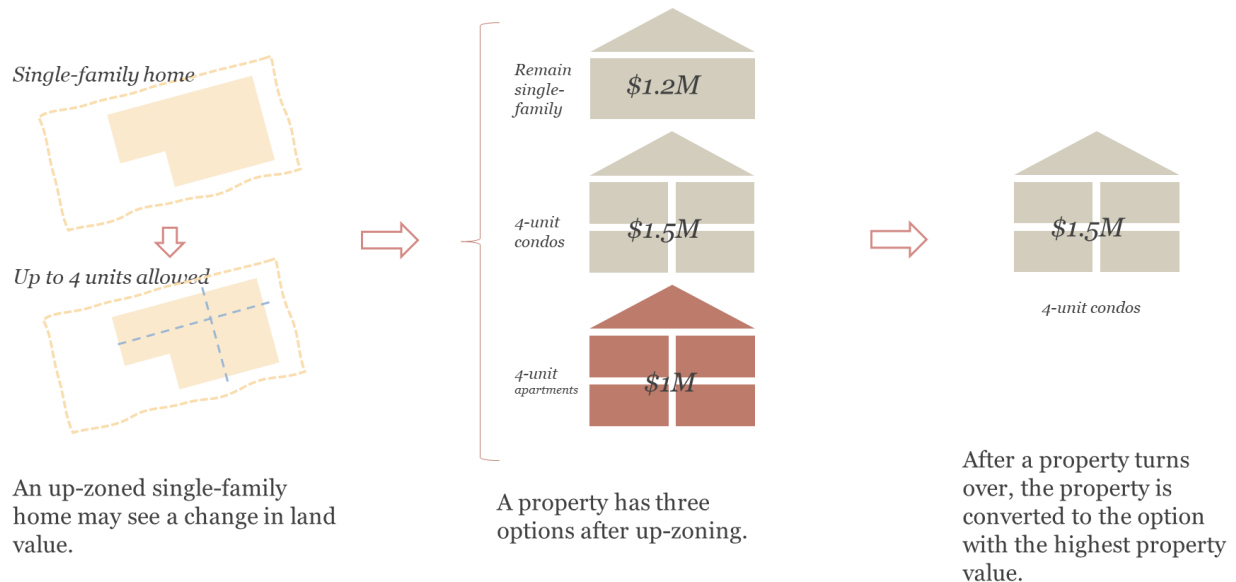 Single-family home
Up to 4 units allowed
An up-zoned single-family
home may see a change in land
value.
Remain
single-
family
$1.2M
4-unit
condos
$1.5M
4-unit
apartments
$1M
A property has three
options after up-zoning.
$1.5M
4-unit condos
After a property turns
over, the property is
converted to the option
with the highest property
value.